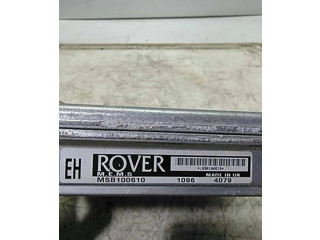 EH
ROVER
M.E.M.S
MADE IN UK
MSB100610 1096 4079